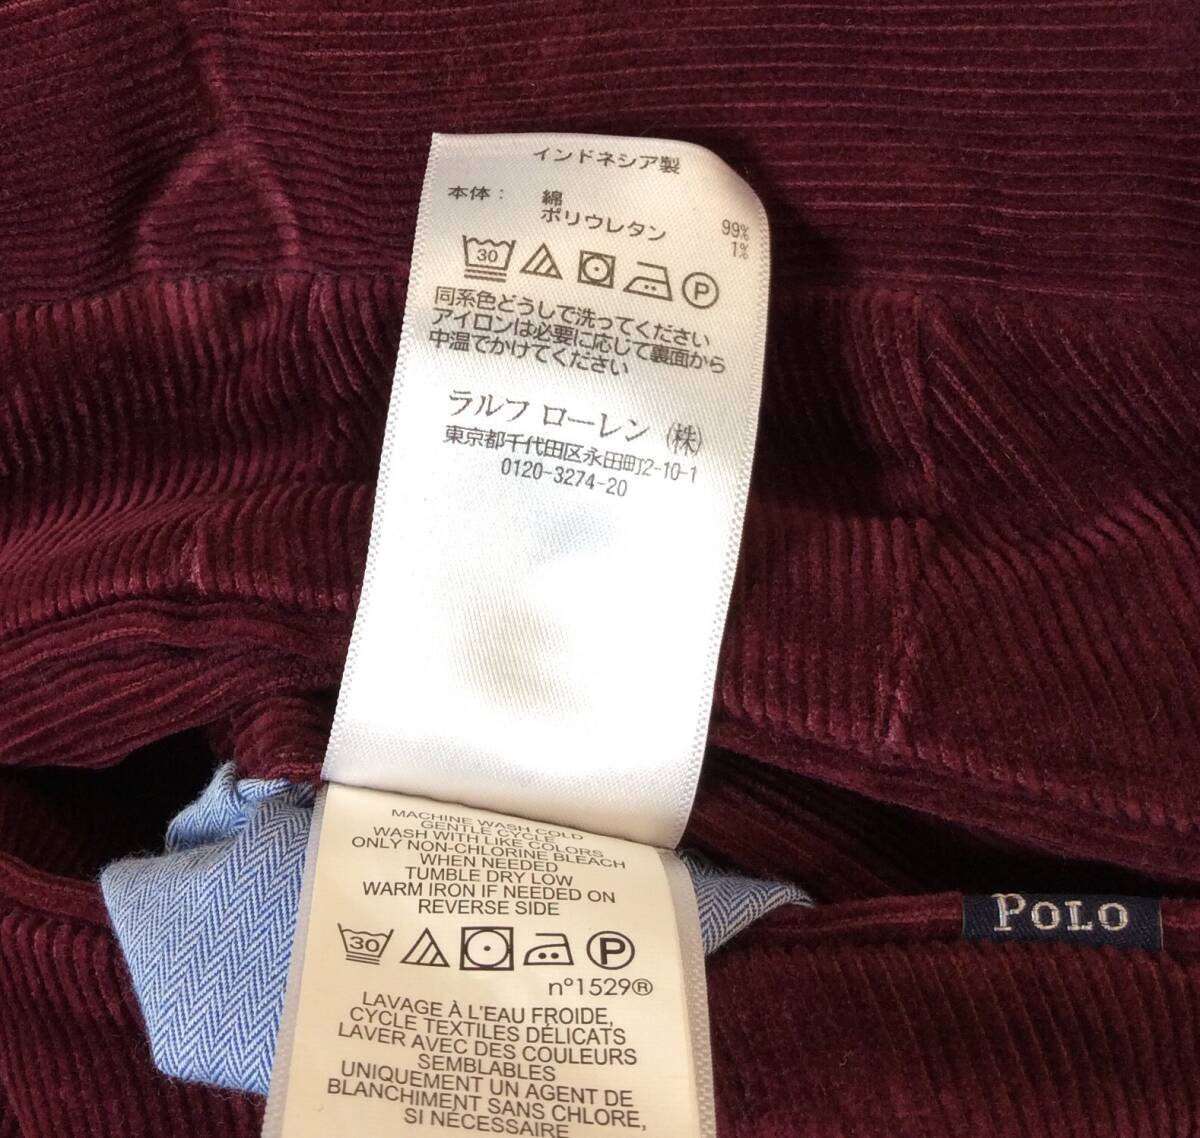 インドネシア製
本体： 綿 99%
ポリウレタン 1%
30 P
同系色どうしで洗ってください
アイロンは必要に応じて裏面から
中温でかけてください
ラルフ ローレン (株)
東京都千代田区永田町2-10-1
0120-3274-20
MACHINE WASH COLD
GENTLE CYCLE
WASH WITH LIKE COLORS
ONLY NON-CHLORINE BLEACH
WHEN NEEDED
TUMBLE DRY LOW
WARM IRON IF NEEDED ON
REVERSE SIDE
30 P
n°1529®
LAVAGE À L'EAU FROIDE,
CYCLE TEXTILES DÉLICATS
LAVER AVEC DES COULEURS
SEMBLABLES
UNIQUEMENT UN AGENT DE
BLANCHIMENT SANS CHLORE,
SI NÉCESSAIRE
POLO